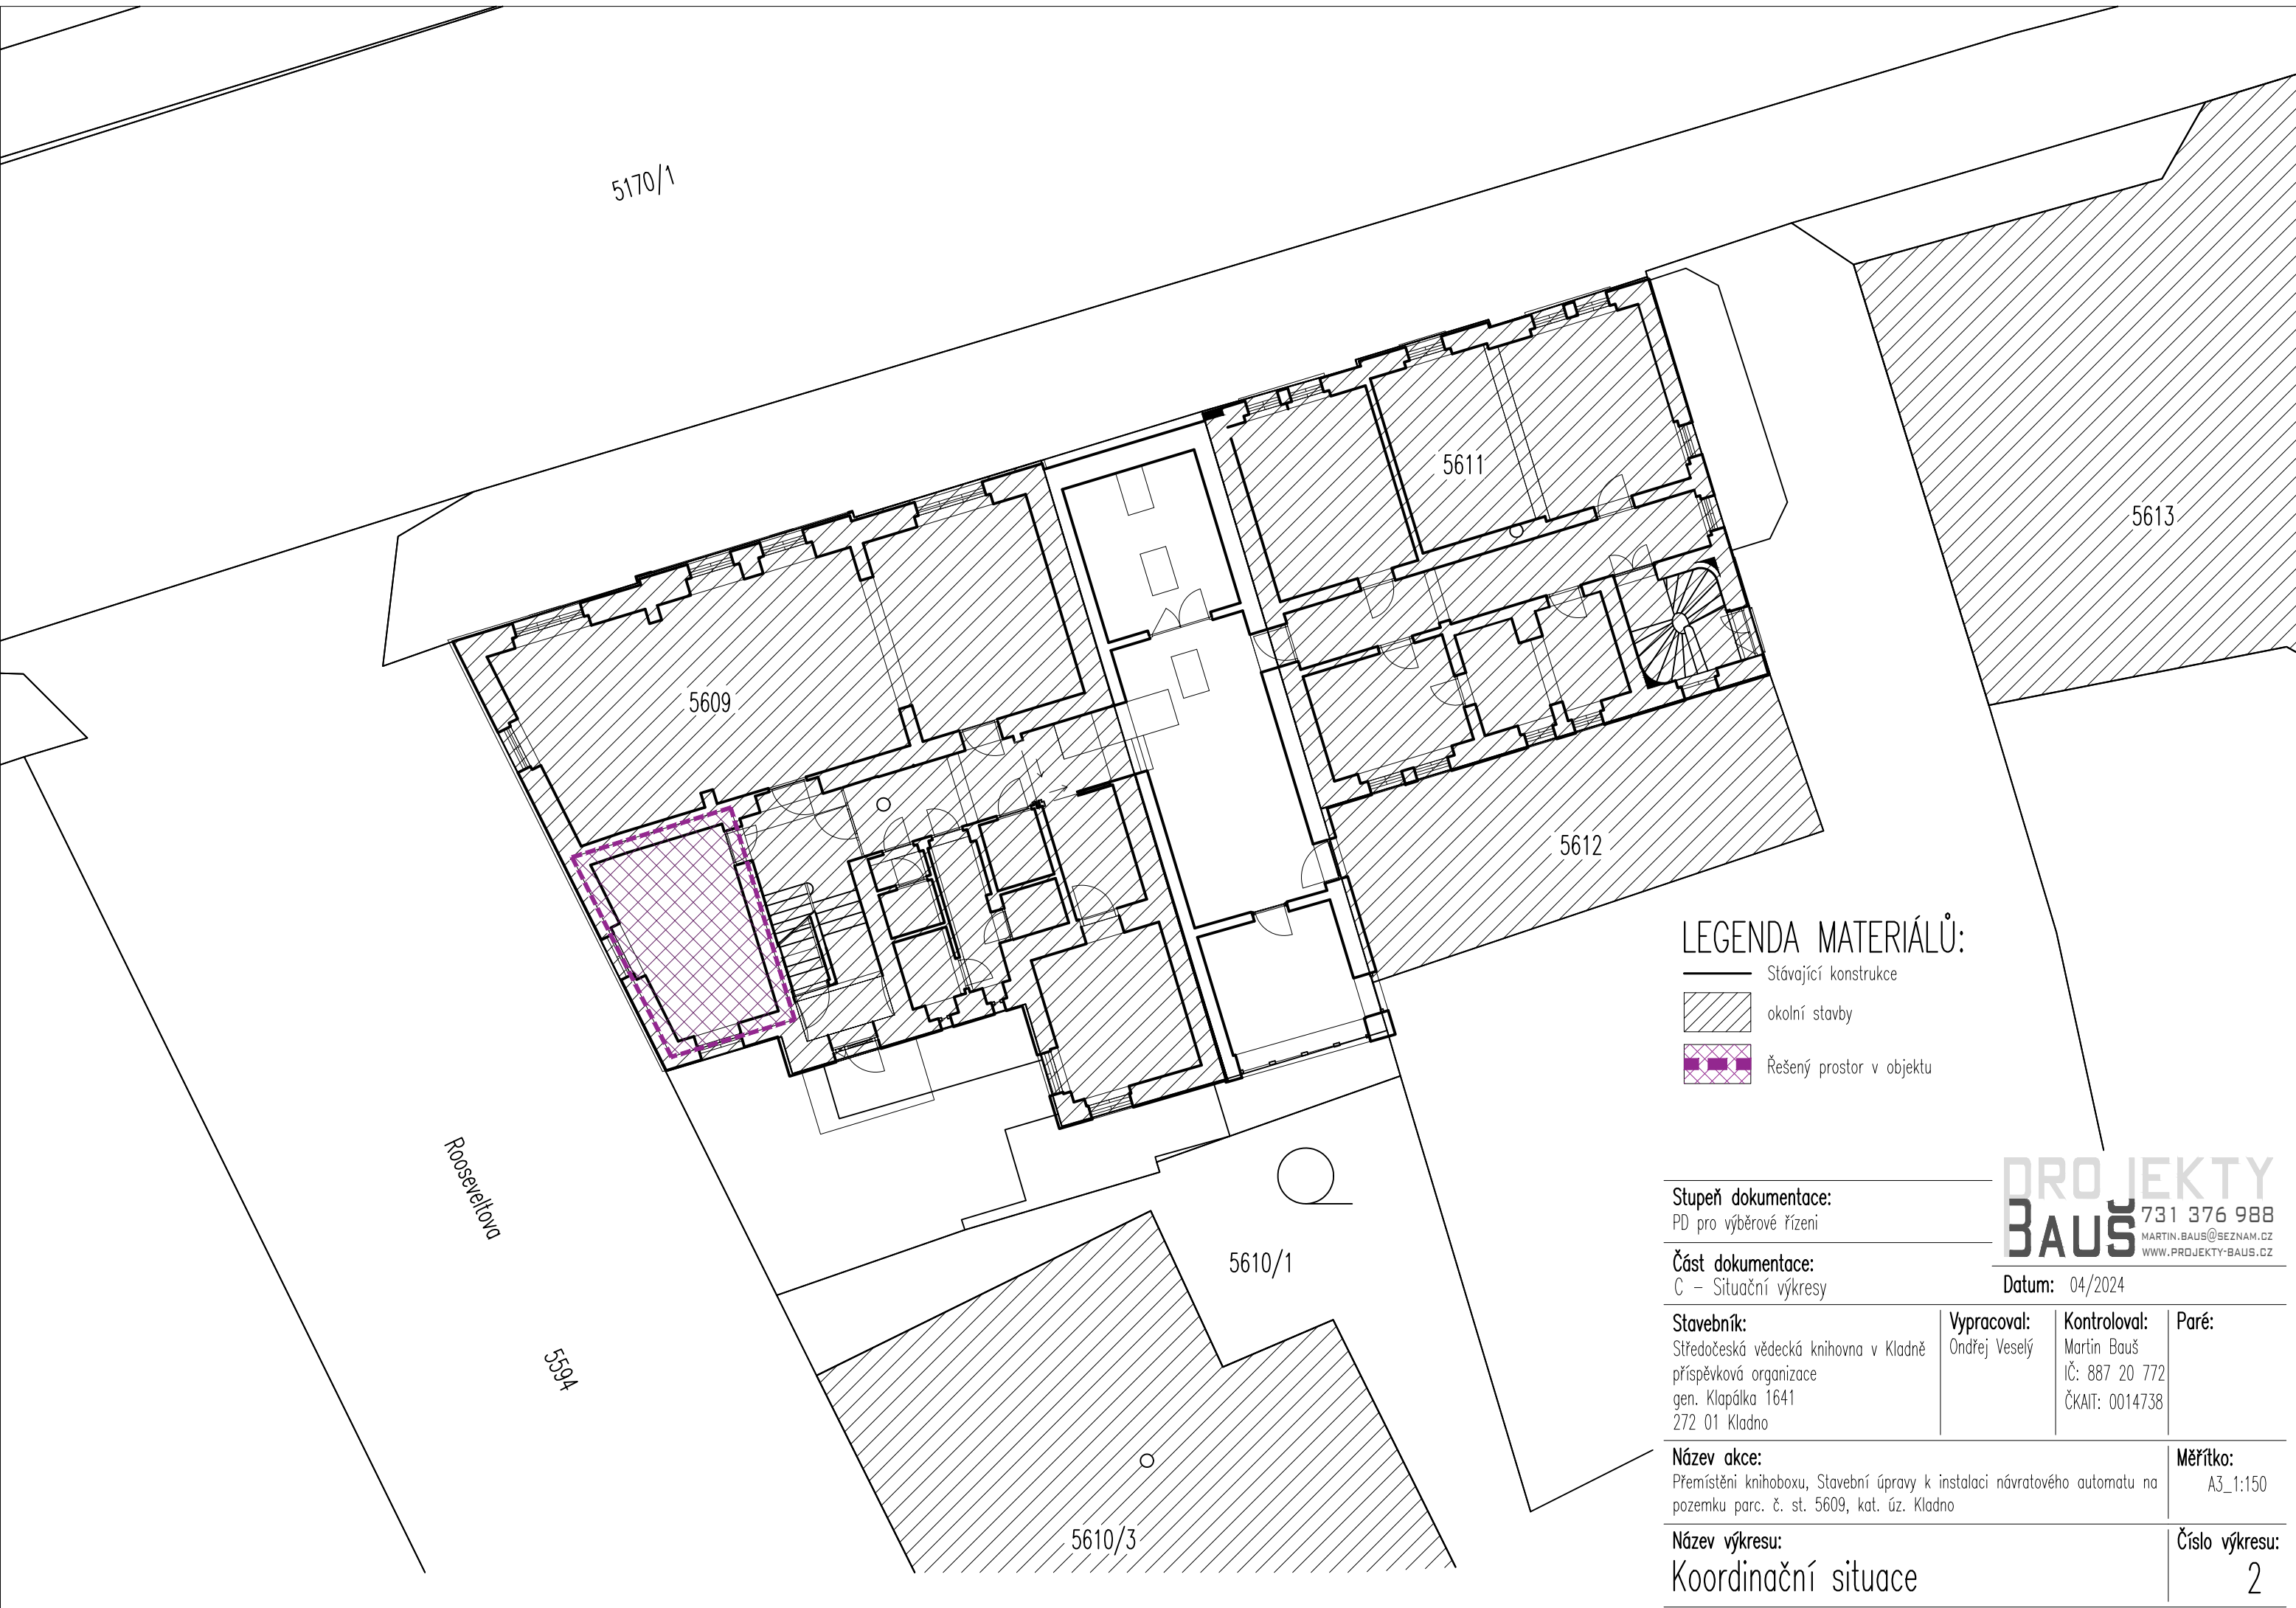 5170/1
5611
5613
5609
5612
LEGENDA MATERIÁLŮ:
Stávající konstrukce
okolní stavby
Řešený prostor v objektu
Rooseveltova
5594
5610/1
5610/3
PROJEKTY
BAUŠ
731 376 988
MARTIN.BAUS@SEZNAM.CZ
WWW.PROJEKTY-BAUS.CZ
Stupeň dokumentace:
PD pro výběrové řízeni
Část dokumentace:
C – Situační výkresy
Datum: 04/2024
Stavebník:
Středočeská vědecká knihovna v Kladně
příspěvková organizace
gen. Klapálka 1641
272 01 Kladno
Vypracoval:
Ondřej Veselý
Kontroloval:
Martin Bauš
IČ: 887 20 772
ČKAIT: 0014738
Paré:
Název akce:
Přemístěni knihoboxu, Stavební úpravy k instalaci návratového automatu na
pozemku parc. č. st. 5609, kat. úz. Kladno
Měřítko:
A3_1:150
Název výkresu:
Koordinační situace
Číslo výkresu:
2